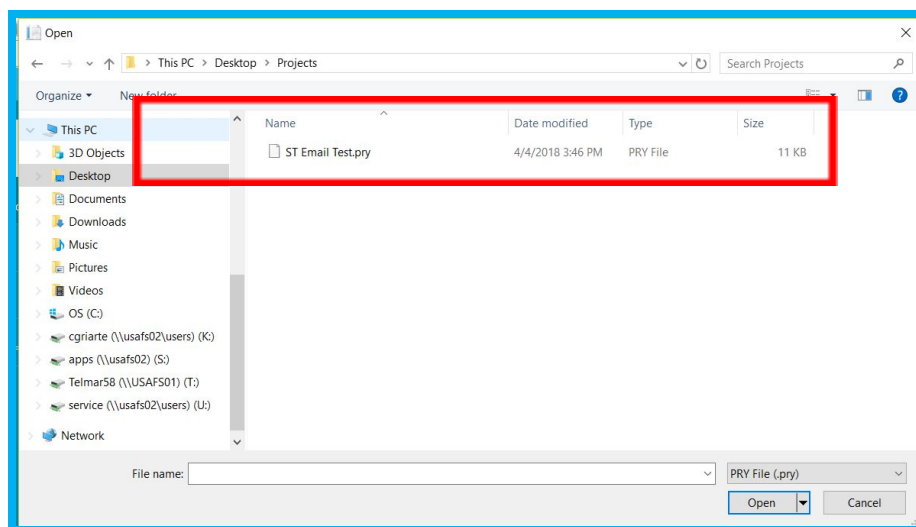 Open
This PC > Desktop > Projects
Search Projects
Organize
New folder
Name Date modified Type Size
ST Email Test.pry 4/4/2018 3:46 PM PRY File 11 KB
This PC
3D Objects
Desktop
Documents
Downloads
Music
Pictures
Videos
OS (C:)
cgriarte (\\usafs02\users) (K:)
apps (\\usafs02) (S:)
Telmar58 (\\USAFS01) (T:)
service (\\usafs02\users) (U:)
Network
File name:
PRY File (.pry)
Open
Cancel